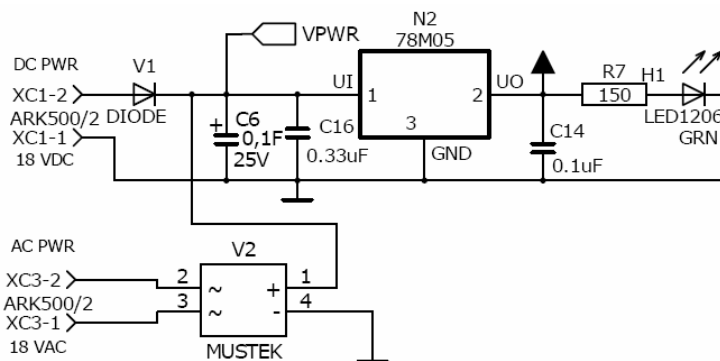 N2
VPWR
78M05
DC PWR
V1
UI
UO
R7
H1
XC1-2
1
2
150
DIODE
ARK500/2
C6
C16
3
C14
LED1206
XC1-1
+
0,1F
GND
GRN
18 VDC
25V
0.33uF
0.1uF
AC PWR
V2
XC3-2
2
~
+
1
ARK500/2
3
~
-
4
XC3-1
18 VAC
MUSTEK